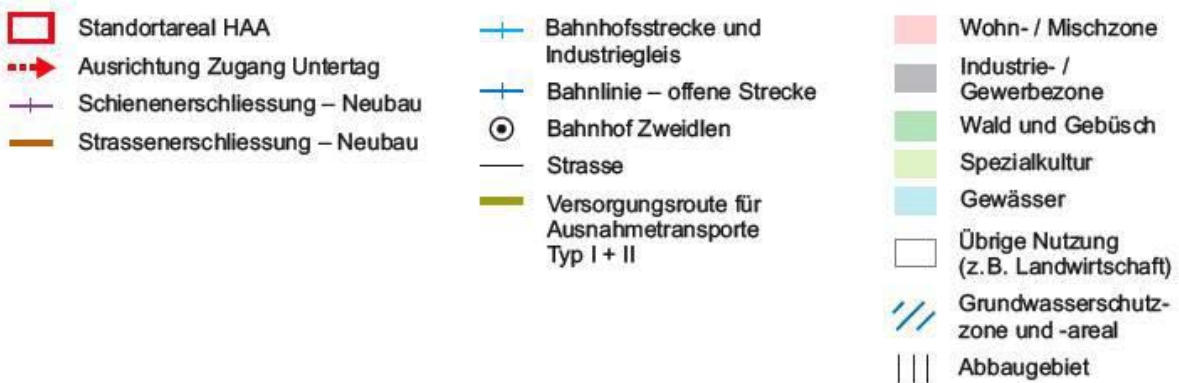 Standortareal HAA
Ausrichtung Zugang Untertag
Schienenerschliessung – Neubau
Strassenerschliessung – Neubau
Bahnhofsstrecke und
Industriegleis
Bahnlinie – offene Strecke
Bahnhof Zweidlen
Strasse
Versorgungsroute für
Ausnahmetransporte
Typ I + II
Wohn- / Mischzone
Industrie- /
Gewerbezone
Wald und Gebüsch
Spezialkultur
Gewässer
Übrige Nutzung
(z.B. Landwirtschaft)
Grundwasserschutz-
zone und -areal
Abbaugebiet